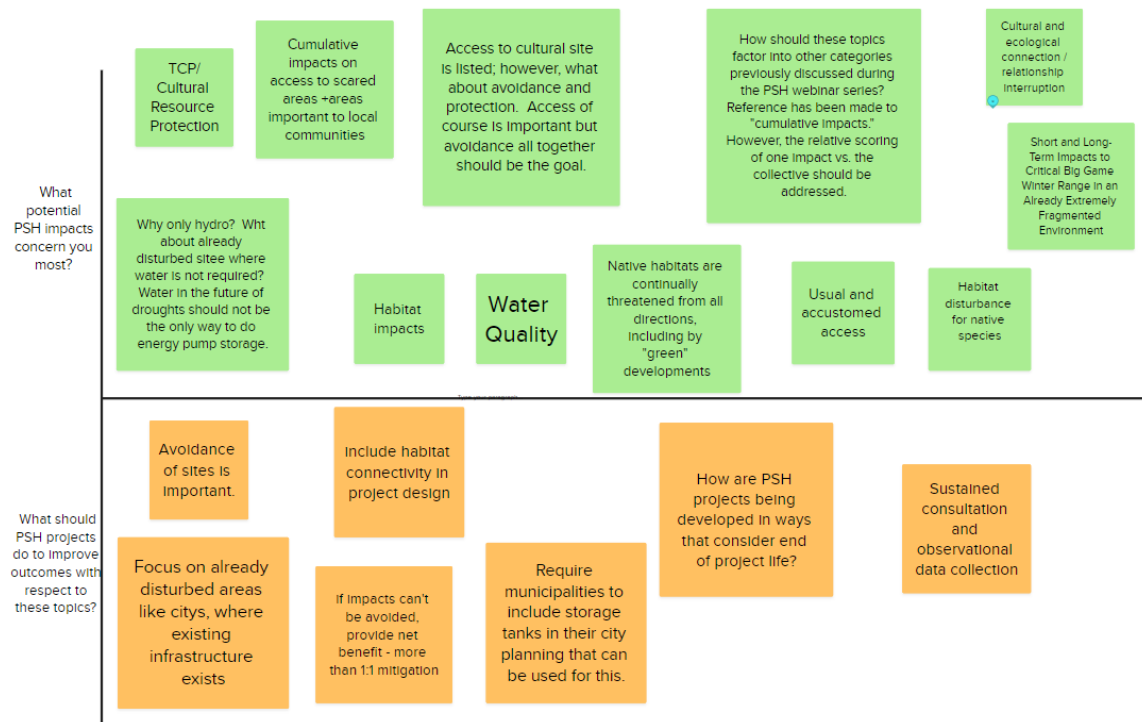 What
potential
PSH impacts
concern you
most?
TCP/
Cultural
Resource
Protection
Cumulative
impacts on
access to scared
areas +areas
important to local
communities
Access to cultural site
is listed; however, what
about avoidance and
protection.  Access of
course is important but
avoidance all together
should be the goal.
How should these topics
factor into other categories
previously discussed during
the PSH webinar series?
Reference has been made to
"cumulative impacts."
However, the relative scoring
of one impact vs. the
collective should be
addressed.
Cultural and
ecological
connection /
relationship
interruption
Short and Long-
Term Impacts to
Critical Big Game
Winter Range in an
Already Extremely
Fragmented
Environment
Why only hydro?  Wht
about already
disturbed sitee where
water is not required?
Water in the future of
droughts should not be
the only way to do
energy pump storage.
Habitat
impacts
Water
Quality
Native habitats are
continually
threatened from all
directions,
including by
"green"
developments
Usual and
accustomed
access
Habitat
disturbance
for native
species
What should
PSH projects
do to improve
outcomes with
respect to
these topics?
Avoidance
of sites is
important.
Include habitat
connectivity in
project design
How are PSH
projects being
developed in ways
that consider end
of project life?
Sustained
consultation
and
observational
data collection
Focus on already
disturbed areas
like citys, where
existing
infrastructure
exists
If impacts can't
be avoided,
provide net
benefit - more
than 1:1 mitigation
Require
municipalities to
include storage
tanks in their city
planning that can
be used for this.